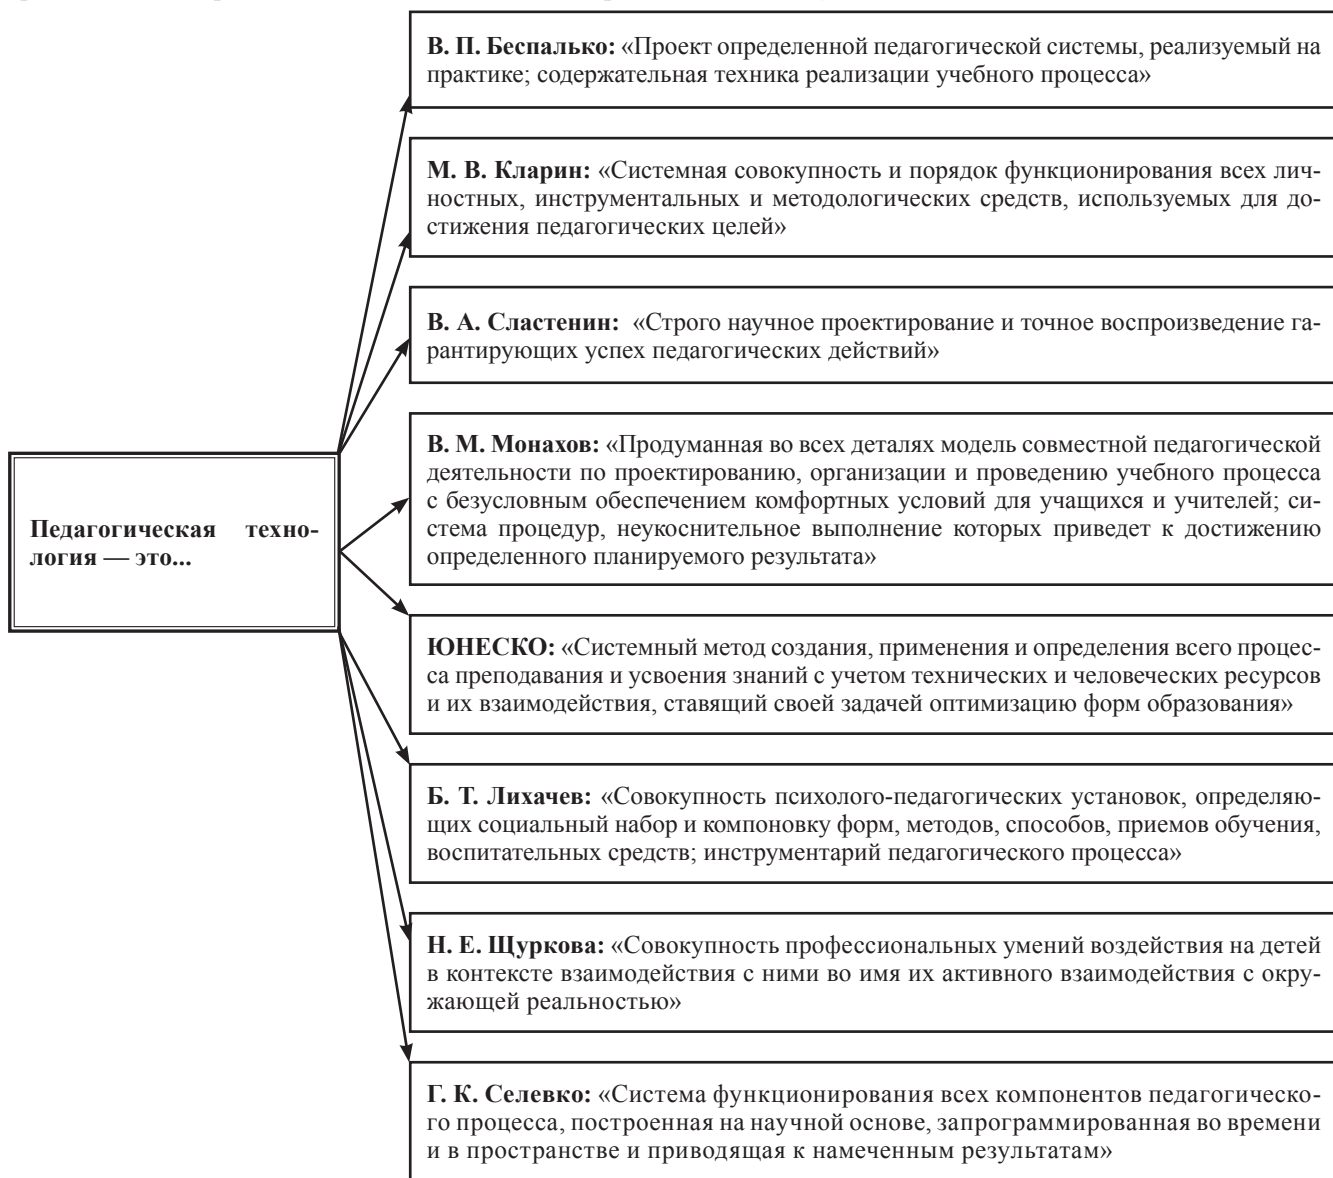 В. П. Беспалько: «Проект определенной педагогической системы, реализуемый на
практике; содержательная техника реализации учебного процесса»
М. В. Кларин: «Системная совокупность и порядок функционирования всех лич-
ностных, инструментальных и методологических средств, используемых для до-
стижения педагогических целей»
В. А. Сластенин: «Строго научное проектирование и точное воспроизведение га-
рантирующих успех педагогических действий»
В. М. Монахов: «Продуманная во всех деталях модель совместной педагогической
деятельности по проектированию, организации и проведению учебного процесса
с безусловным обеспечением комфортных условий для учащихся и учителей; си-
стема процедур, неукоснительное выполнение которых приведет к достижению
определенного планируемого результата»
Педагогическая техно-
логия — это...
ЮНЕСКО: «Системный метод создания, применения и определения всего процес-
са преподавания и усвоения знаний с учетом технических и человеческих ресурсов
и их взаимодействия, ставящий своей задачей оптимизацию форм образования»
Б. Т. Лихачев: «Совокупность психолого-педагогических установок, определяю-
щих социальный набор и компоновку форм, методов, способов, приемов обучения,
воспитательных средств; инструментарий педагогического процесса»
Н. Е. Щуркова: «Совокупность профессиональных умений воздействия на детей
в контексте взаимодействия с ними во имя их активного взаимодействия с окру-
жающей реальностью»
Г. К. Селевко: «Система функционирования всех компонентов педагогическо-
го процесса, построенная на научной основе, запрограммированная во времени
и в пространстве и приводящая к намеченным результатам»